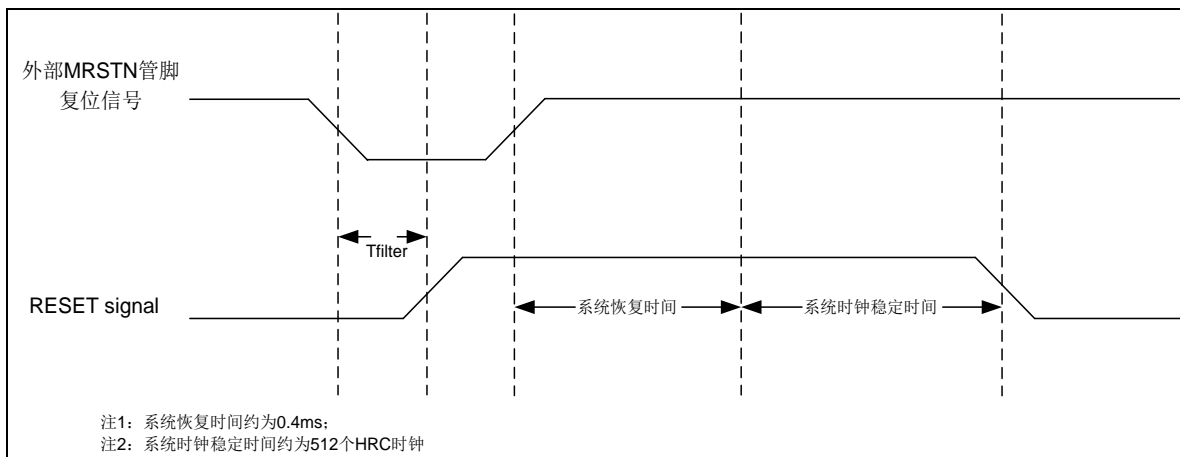 外部MRSTN管脚
复位信号
Tfilter
RESET signal
系统恢复时间
系统时钟稳定时间
注1：系统恢复时间约为0.4ms；
注2：系统时钟稳定时间约为512个HRC时钟